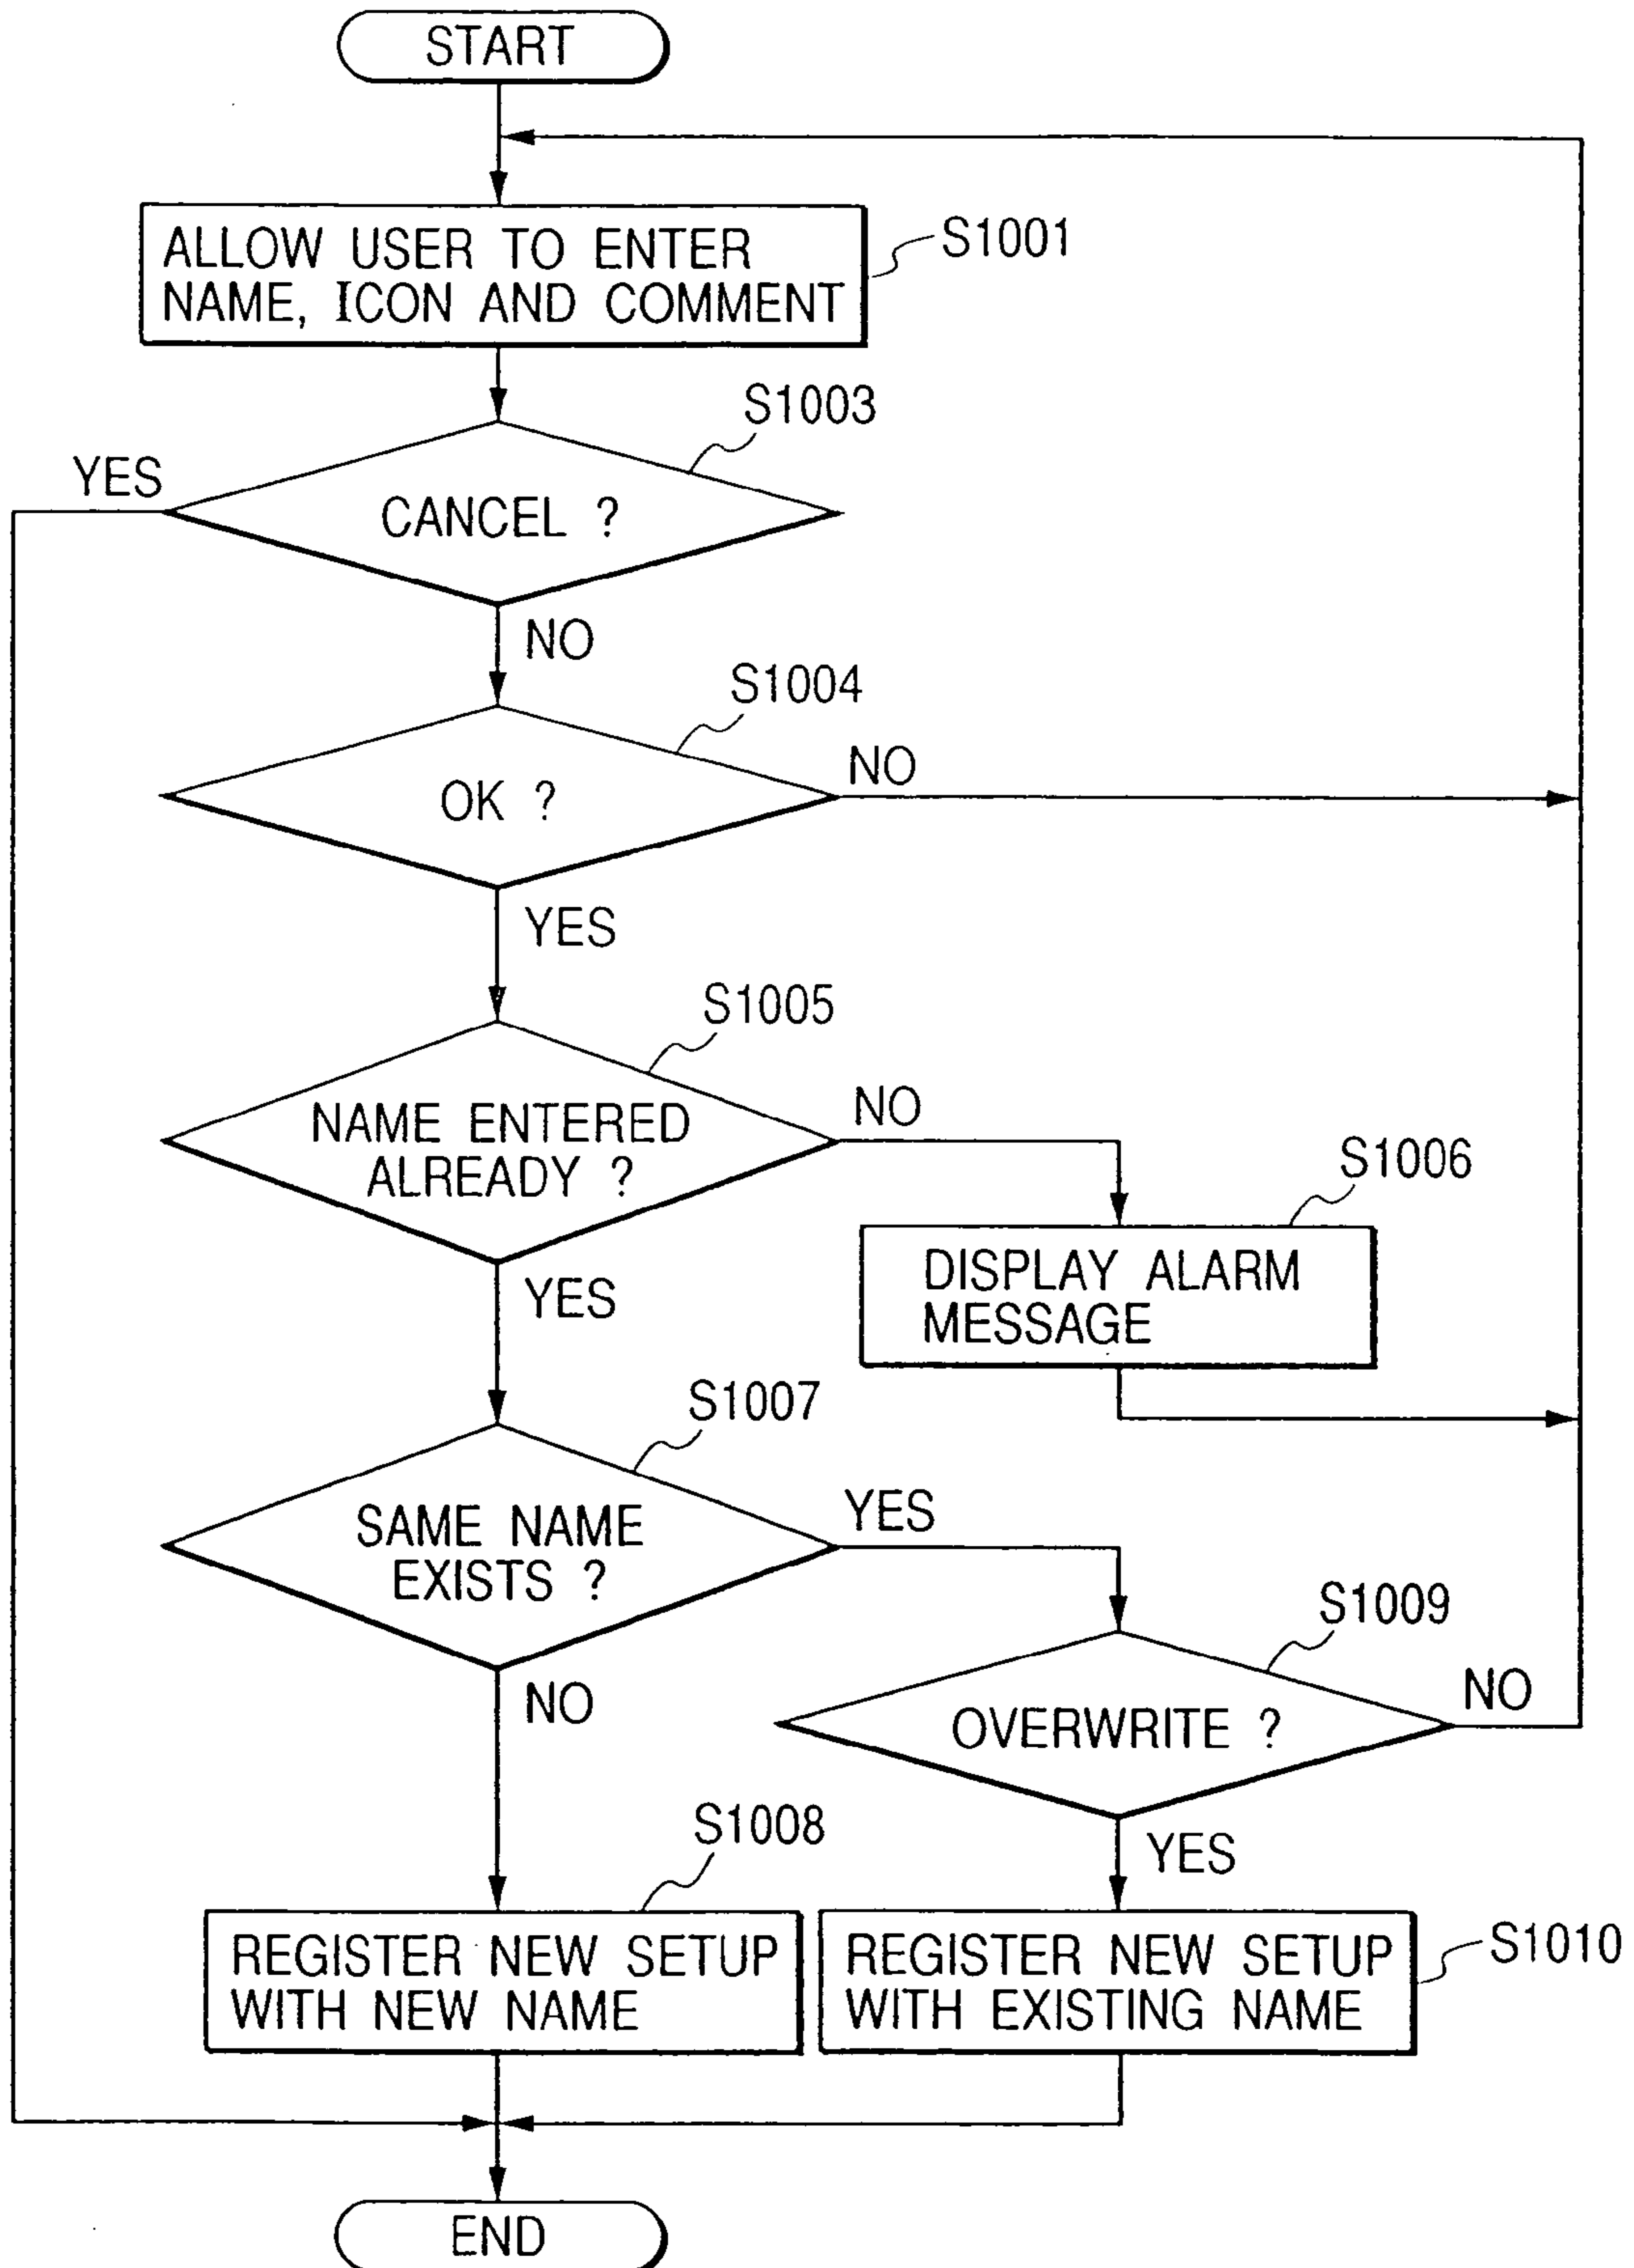 START
ALLOW USER TO ENTER
NAME, ICON AND COMMENT
S1001
S1003
YES
CANCEL ?
NO
S1004
OK ?
NO
YES
S1005
NAME ENTERED
ALREADY ?
NO
S1006
DISPLAY ALARM
MESSAGE
YES
S1007
SAME NAME
EXISTS ?
YES
S1009
OVERWRITE ?
NO
NO
YES
S1008
REGISTER NEW SETUP
WITH NEW NAME
REGISTER NEW SETUP
WITH EXISTING NAME
S1010
END